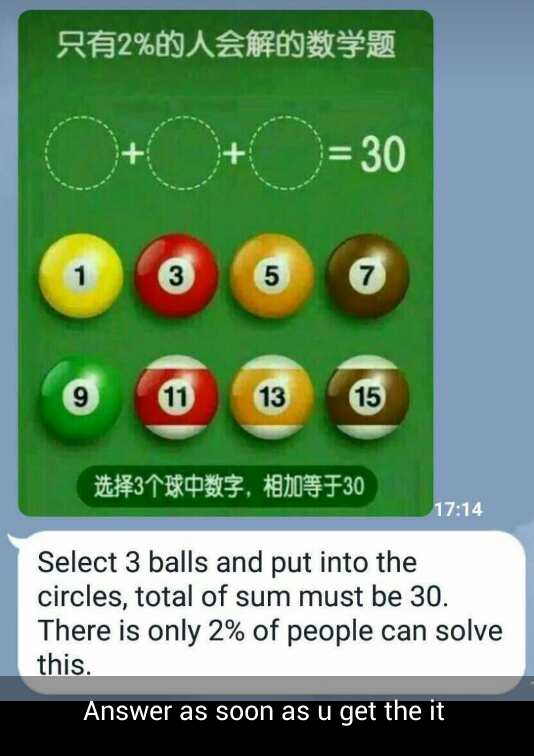 只有2%的人会解的数学题
+ + = 30
1 3 5 7
9 11 13 15
选择3个球中数字，相加等于30
17:14
Select 3 balls and put into the
circles, total of sum must be 30.
There is only 2% of people can solve
this.
Answer as soon as u get the it